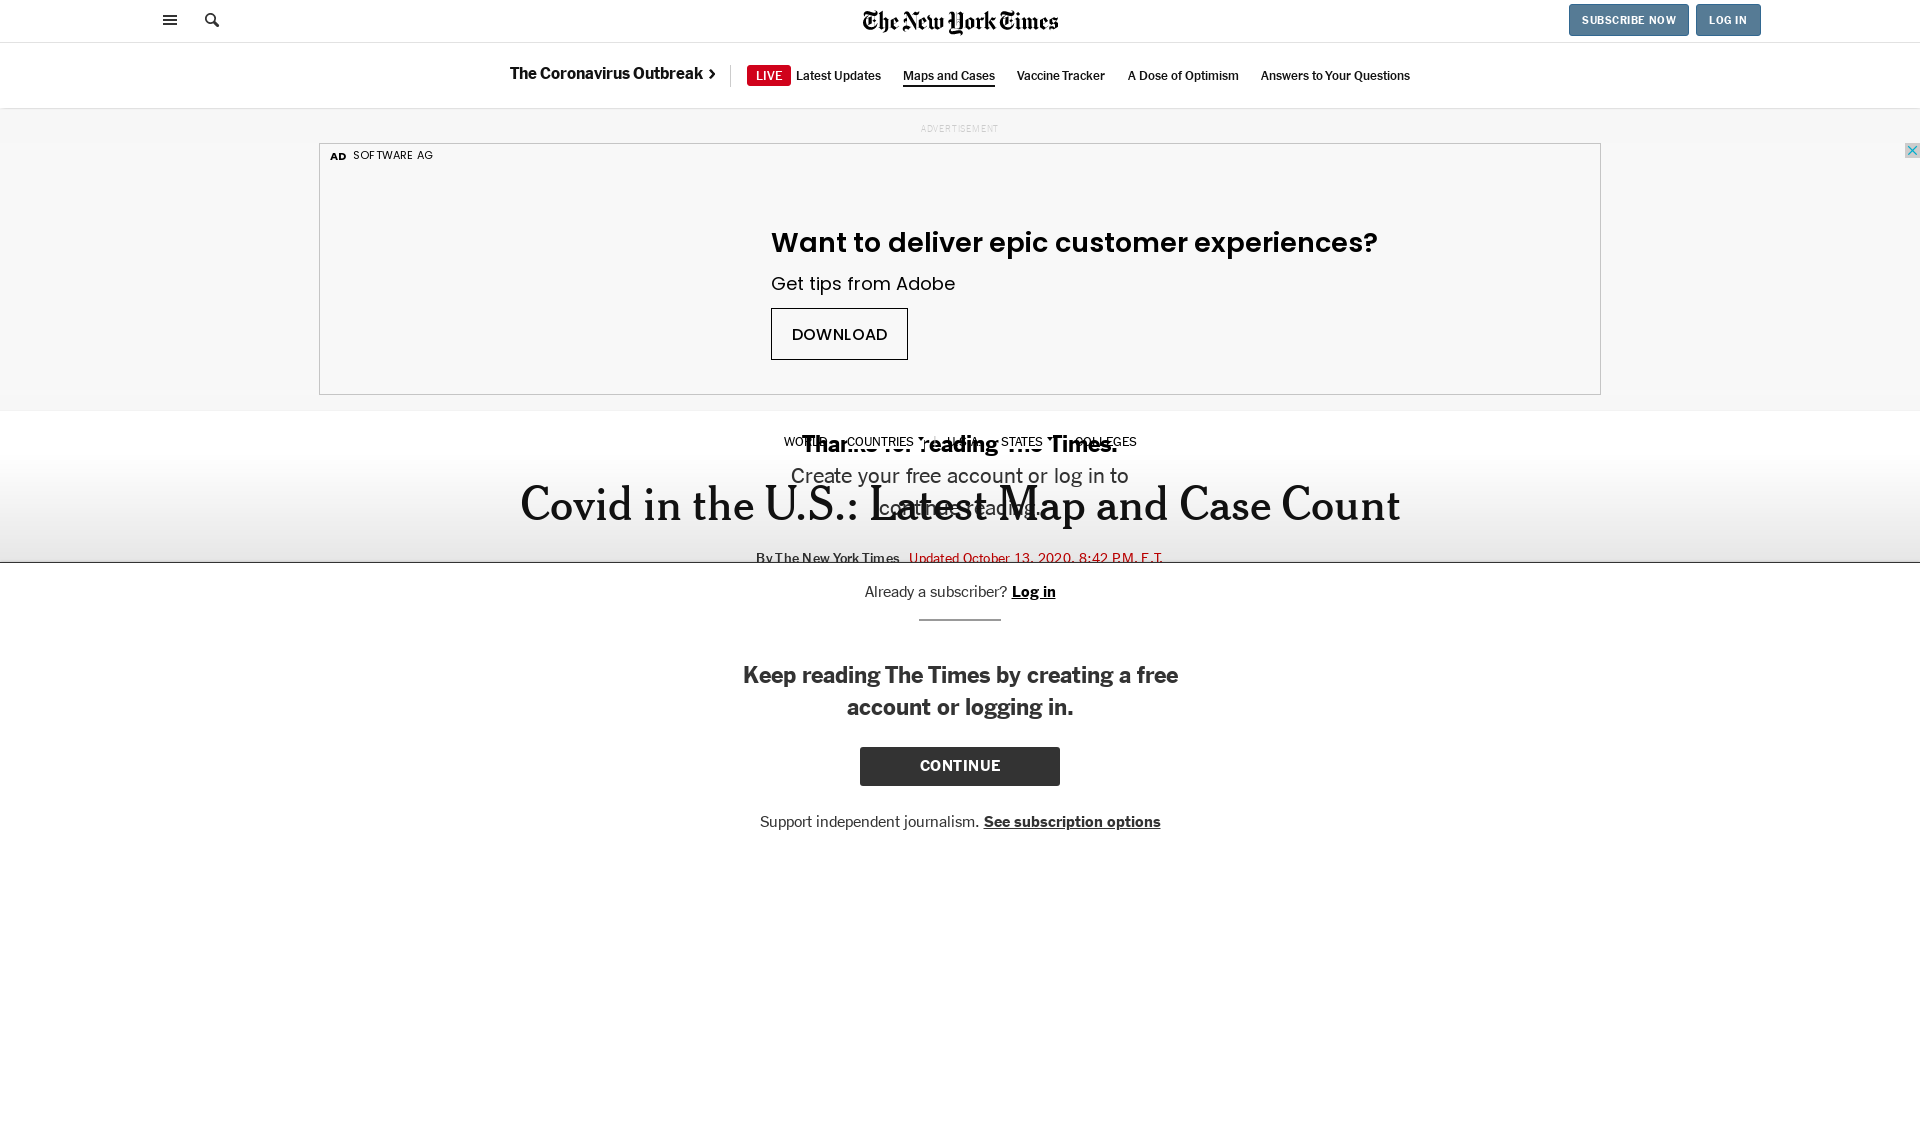 The New York Times
SUBSCRIBE NOW
LOG IN
The Coronavirus Outbreak
LIVE Latest Updates
Maps and Cases
Vaccine Tracker
A Dose of Optimism
Answers to Your Questions
ADVERTISEMENT
AD SOFTWARE AG
Want to deliver epic customer experiences?
Get tips from Adobe
DOWNLOAD
WORLD COUNTRIES U.S.A. STATES COLLEGES
Thanks for reading The Times.
Create your free account or log in to
continue reading.
Covid in the U.S.: Latest Map and Case Count
By The New York Times Updated October 13, 2020, 8:42 P.M. E.T.
Already a subscriber? Log in
Keep reading The Times by creating a free
account or logging in.
CONTINUE
Support independent journalism. See subscription options